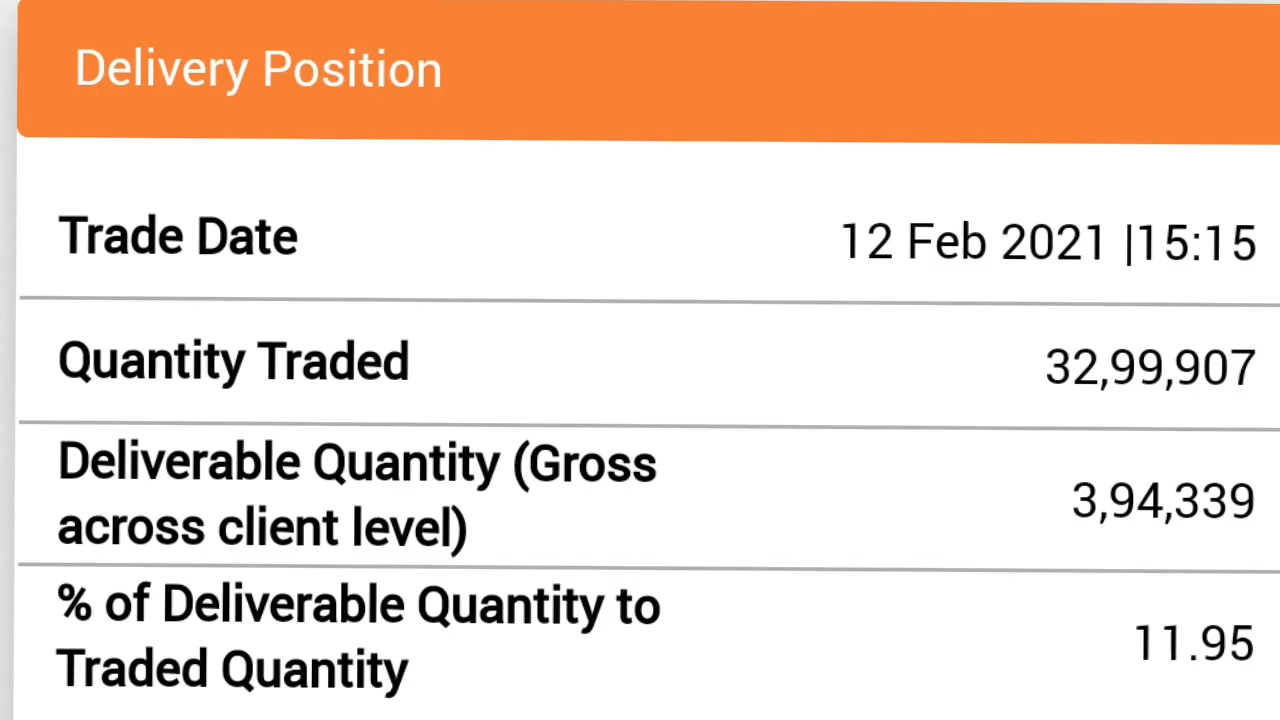 Delivery Position
Trade Date 12 Feb 2021 |15:15
Quantity Traded 32,99,907
Deliverable Quantity (Gross
across client level) 3,94,339
% of Deliverable Quantity to
Traded Quantity 11.95